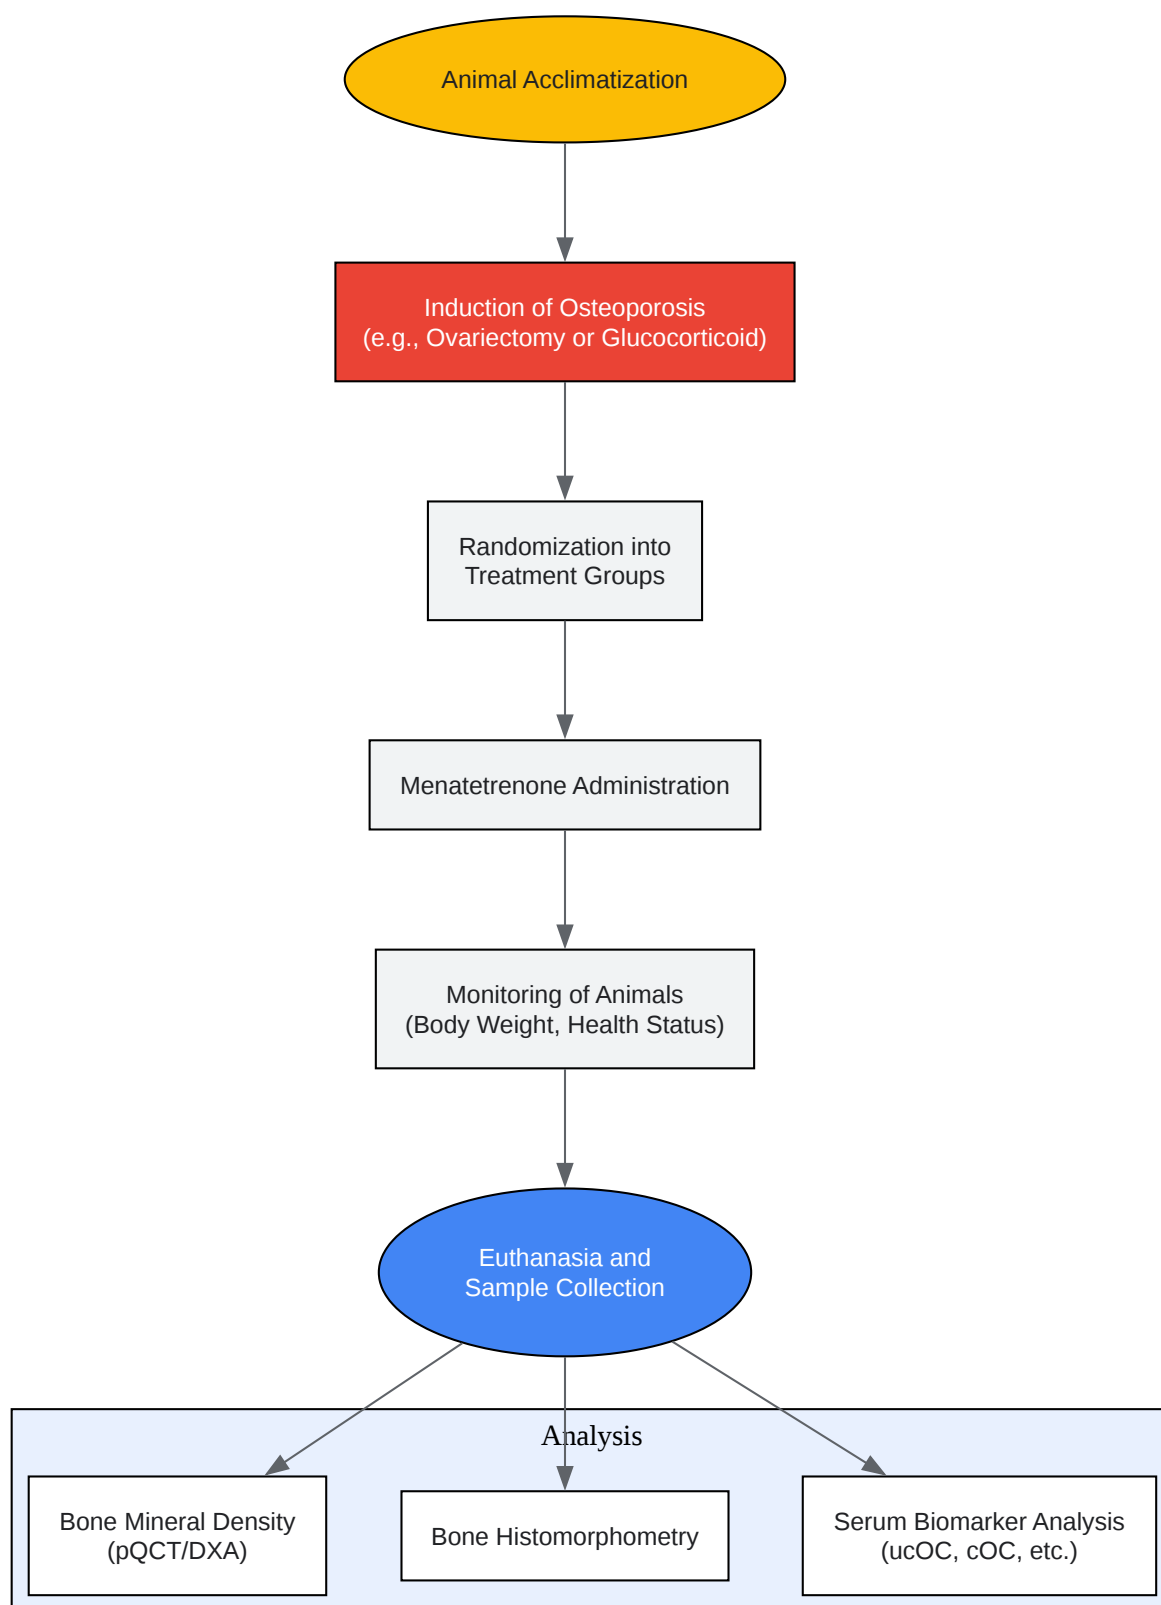 Animal Acclimatization
Induction of Osteoporosis
(e.g., Ovariectomy or Glucocorticoid)
Randomization into
Treatment Groups
Menatetrenone Administration
Monitoring of Animals
(Body Weight, Health Status)
Euthanasia and
Sample Collection
Analysis
Bone Mineral Density
(pQCT/DXA)
Bone Histomorphometry
Serum Biomarker Analysis
(ucOC, cOC, etc.)